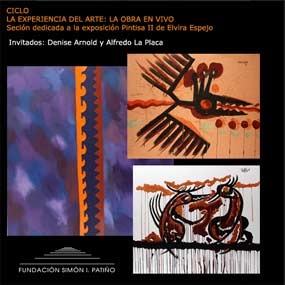 CICLO
LA EXPERIENCIA DEL ARTE: LA OBRA EN VIVO
Seción dedicada a la exposición Pintisa II de Elvira Espejo
Invitados: Denise Arnold y Alfredo La Placa
FUNDACIÓN SIMÓN I. PATIÑO